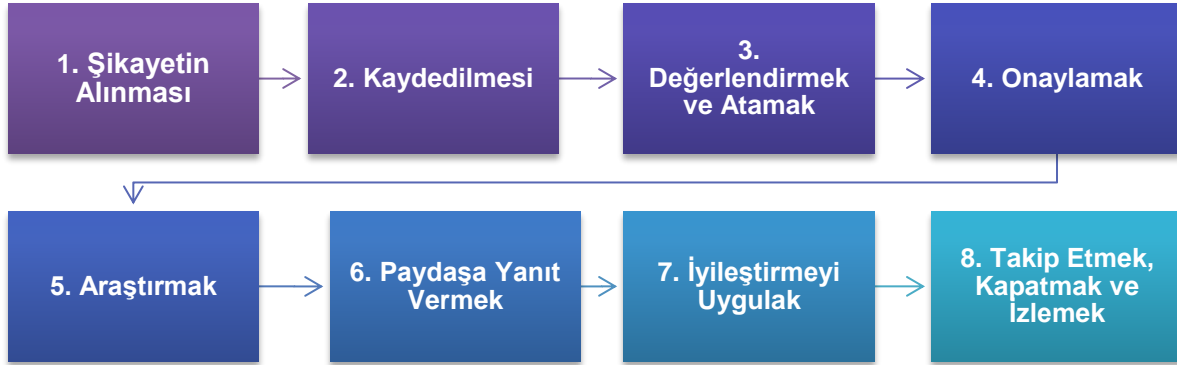 1. Şikayetin
Alınması
2. Kaydedilmesi
3.
Değerlendirmek
ve Atamak
4. Onaylamak
5. Araştırmak
6. Paydaşa Yanıt
Vermek
7. İyileştirmeyi
Uygulak
8. Takip Etmek,
Kapatmak ve
İzlemek